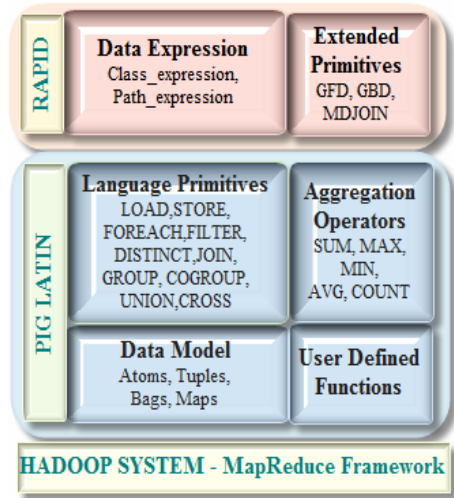 RAPID
Data Expression
Class_expression,
Path_expression
Extended
Primitives
GFD, GBD,
MDJOIN
PIG LATIN
Language Primitives
LOAD,STORE,
FOREACH,FILTER,
DISTINCT,JOIN,
GROUP, COGROUP,
UNION,CROSS
Aggregation
Operators
SUM, MAX,
MIN,
AVG, COUNT
Data Model
Atoms, Tuples,
Bags, Maps
User Defined
Functions
HADOOP SYSTEM - MapReduce Framework